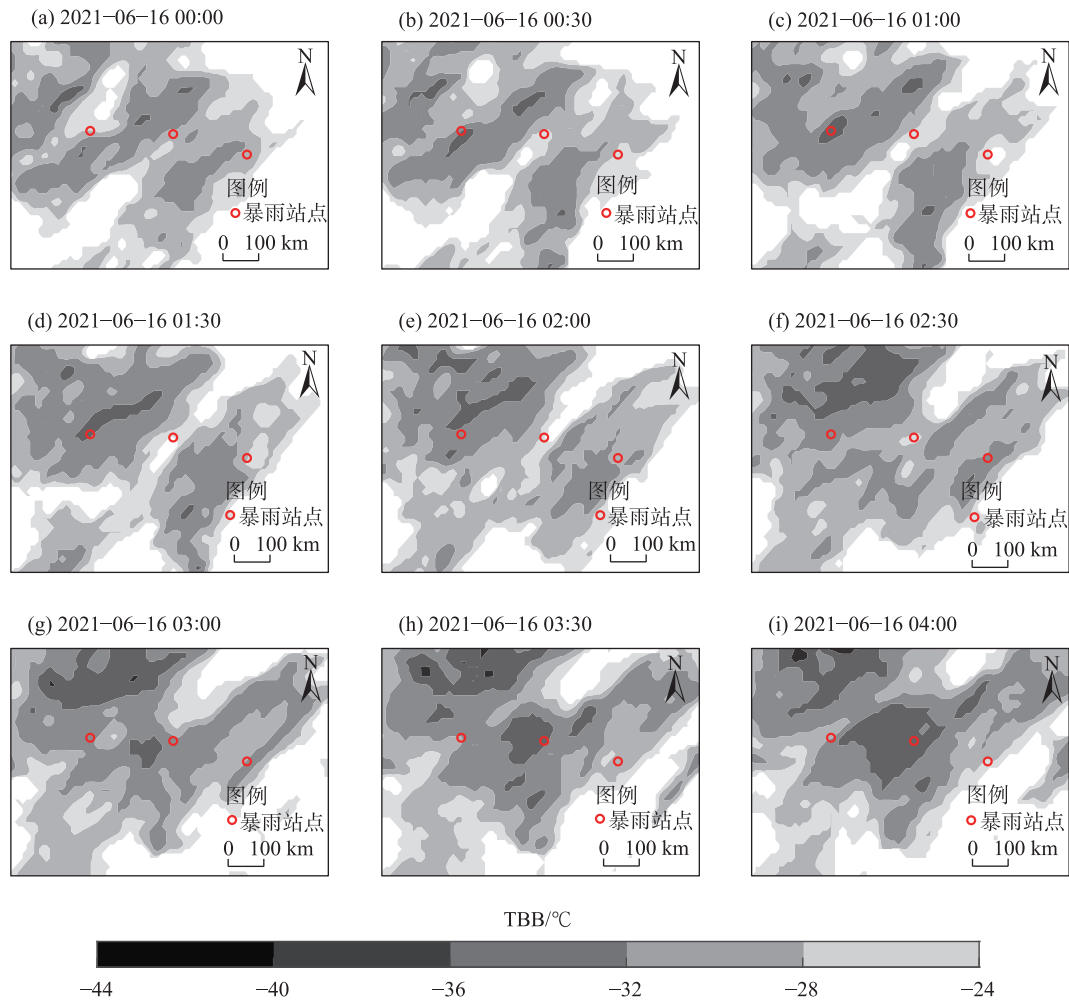 (a) 2021−06−16 00:00
(b) 2021−06−16 00:30
(c) 2021−06−16 01:00
N
N
N
图例
暴雨站点
0 100 km
图例
暴雨站点
0 100 km
图例
暴雨站点
0 100 km
(d) 2021−06−16 01:30
(e) 2021−06−16 02:00
(f) 2021−06−16 02:30
N
N
N
图例
暴雨站点
0 100 km
图例
暴雨站点
0 100 km
图例
暴雨站点
0 100 km
(g) 2021−06−16 03:00
(h) 2021−06−16 03:30
(i) 2021−06−16 04:00
N
N
N
图例
暴雨站点
0 100 km
图例
暴雨站点
0 100 km
图例
暴雨站点
0 100 km
TBB/℃
−44 −40 −36 −32 −28 −24